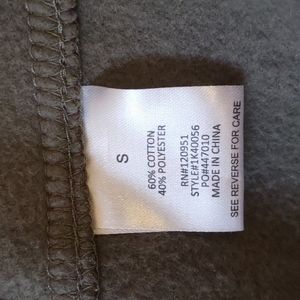 S
60% COTTON
40% POLYESTER
RN#120951
STYLE#1K40056
PO#447010
MADE IN CHINA
SEE REVERSE FOR CARE